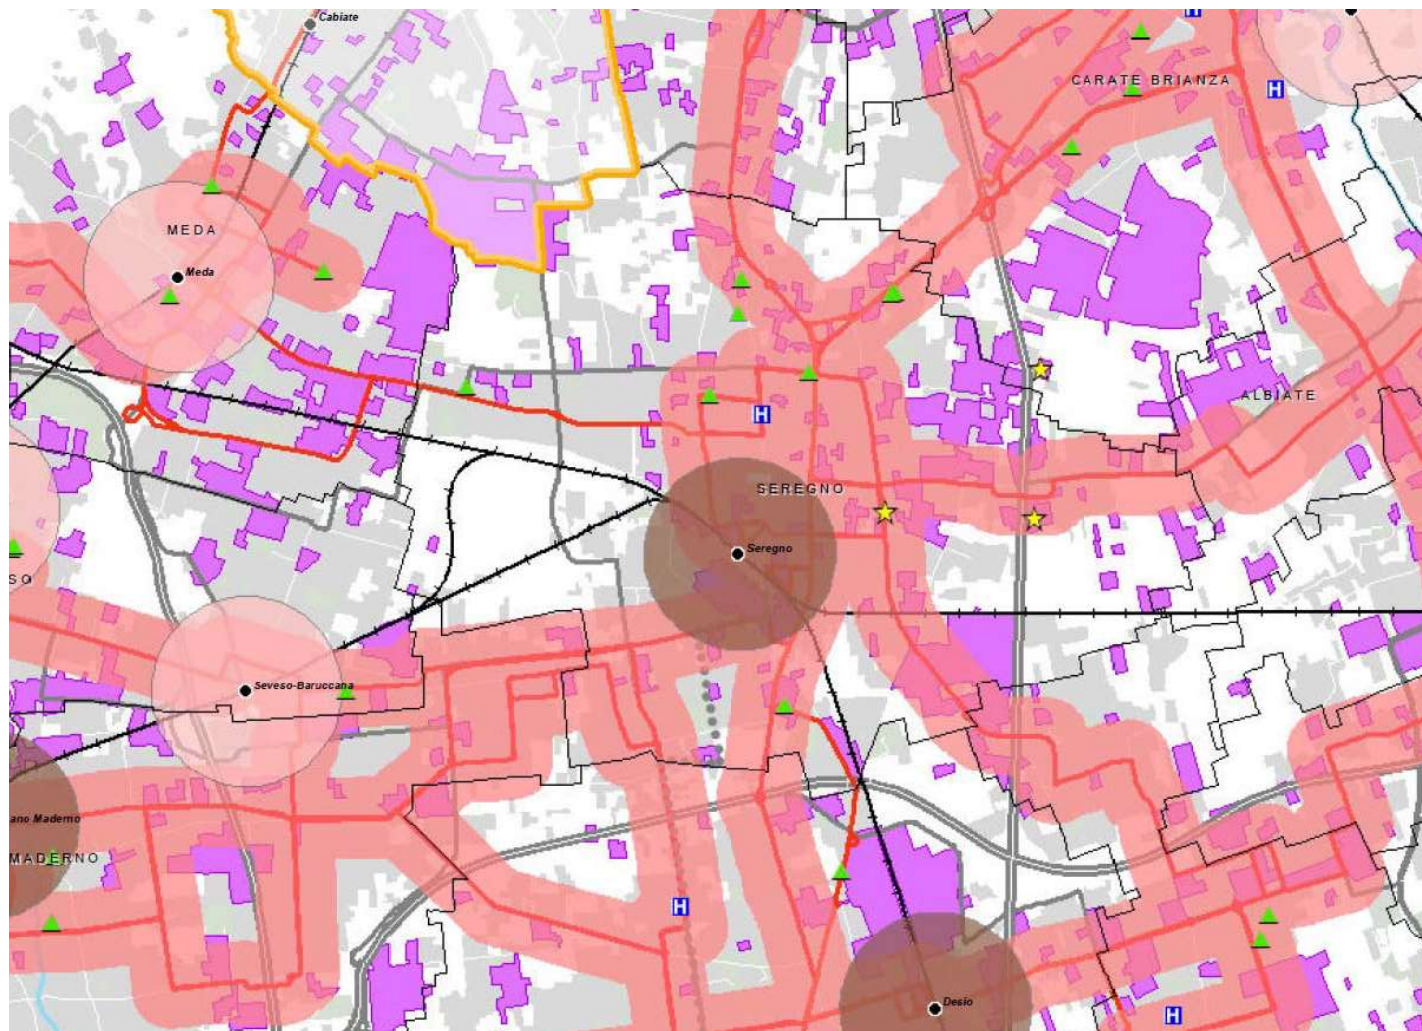 Cabiate
H
CARATE BRIANZA
H
MEDA
Meda
ALBIATE
H
SEREGNO
Seregno
SO
Seveso-Baruccana
ano Maderno
MADERNO
H
Desio
H